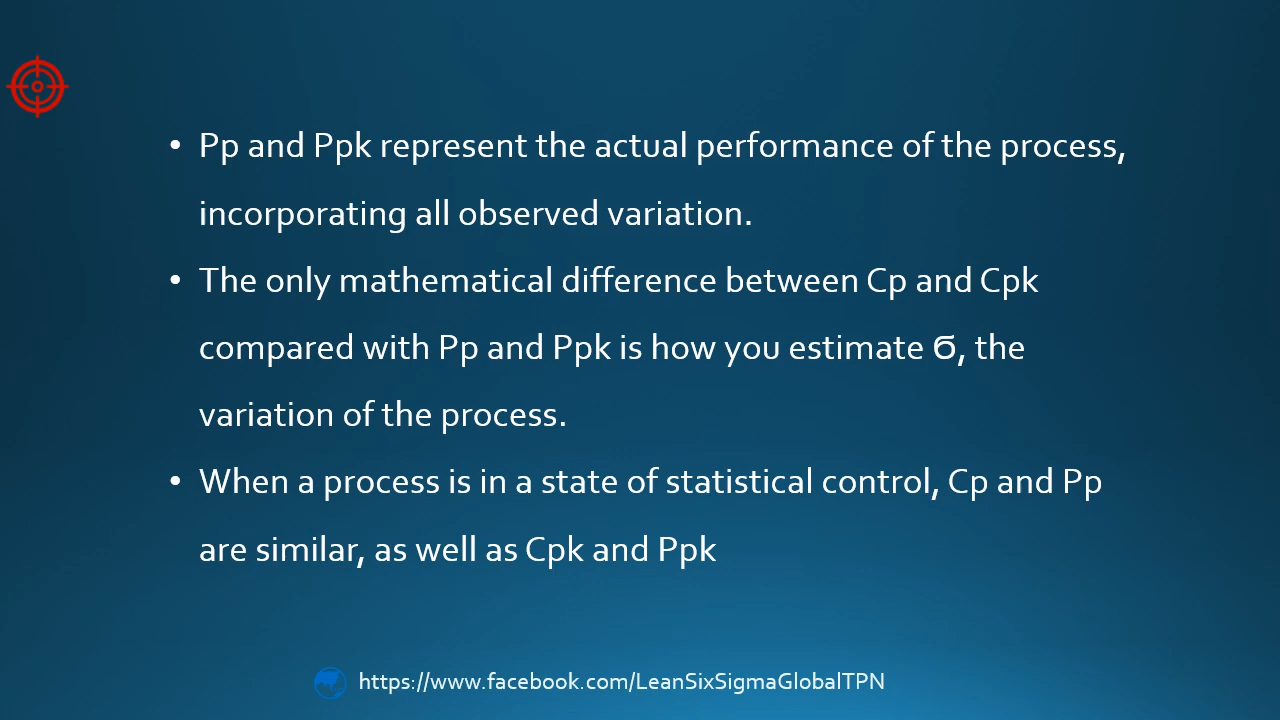 • Pp and Ppk represent the actual performance of the process,
incorporating all observed variation.
• The only mathematical difference between Cp and Cpk
compared with Pp and Ppk is how you estimate Ϭ, the
variation of the process.
• When a process is in a state of statistical control, Cp and Pp
are similar, as well as Cpk and Ppk
https://www.facebook.com/LeanSixSigmaGlobalTPN